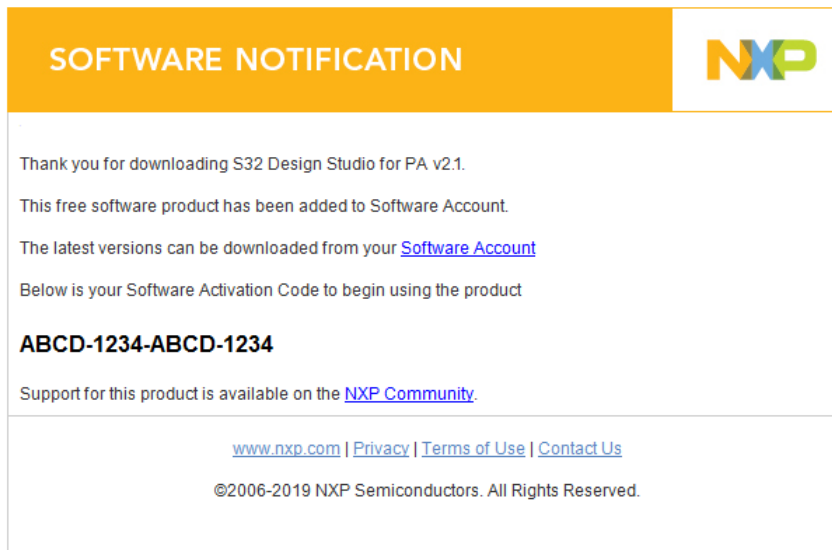 SOFTWARE NOTIFICATION
NXP
Thank you for downloading S32 Design Studio for PA v2.1.
This free software product has been added to Software Account.
The latest versions can be downloaded from your Software Account
Below is your Software Activation Code to begin using the product
ABCD-1234-ABCD-1234
Support for this product is available on the NXP Community.
www.nxp.com | Privacy | Terms of Use | Contact Us
©2006-2019 NXP Semiconductors. All Rights Reserved.